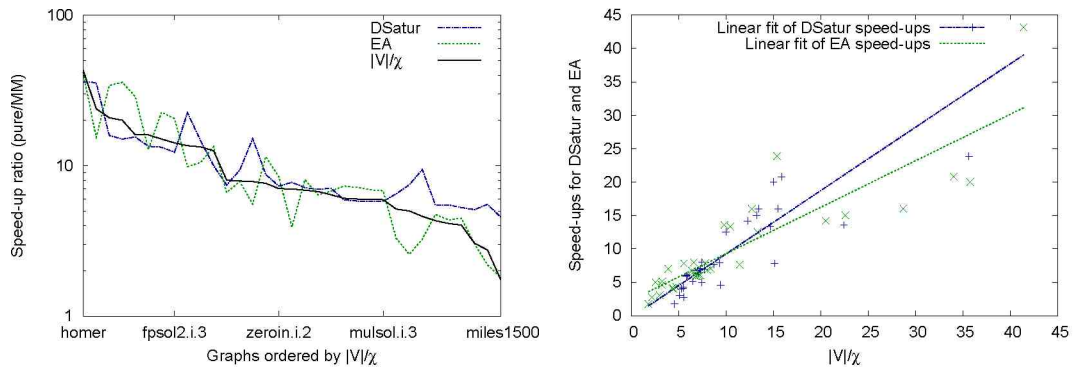 100
10
1
Speed-up ratio (pure/MM)
DSatur
EA
|V|/χ
homer fpsol2.i.3 zeroin.i.2 mulsol.i.3 miles1500
Graphs ordered by |V|/χ
45
40
35
30
25
20
15
10
5
0
Speed-ups for DSatur and EA
Linear fit of DSatur speed-ups
Linear fit of EA speed-ups
0 5 10 15 20 25 30 35 40 45
|V|/χ